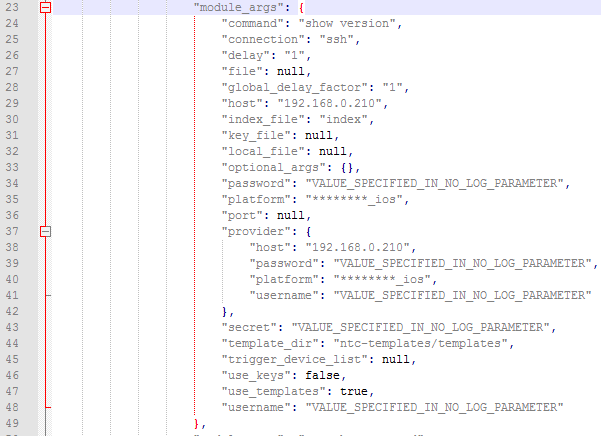 23 "module_args": {
24 "command": "show version",
25 "connection": "ssh",
26 "delay": "1",
27 "file": null,
28 "global_delay_factor": "1",
29 "host": "192.168.0.210",
30 "index_file": "index",
31 "key_file": null,
32 "local_file": null,
33 "optional_args": {},
34 "password": "VALUE_SPECIFIED_IN_NO_LOG_PARAMETER",
35 "platform": "********_ios",
36 "port": null,
37 "provider": {
38 "host": "192.168.0.210",
39 "password": "VALUE_SPECIFIED_IN_NO_LOG_PARAMETER",
40 "platform": "********_ios",
41 "username": "VALUE_SPECIFIED_IN_NO_LOG_PARAMETER"
42 },
43 "secret": "VALUE_SPECIFIED_IN_NO_LOG_PARAMETER",
44 "template_dir": "ntc-templates/templates",
45 "trigger_device_list": null,
46 "use_keys": false,
47 "use_templates": true,
48 "username": "VALUE_SPECIFIED_IN_NO_LOG_PARAMETER"
49 },